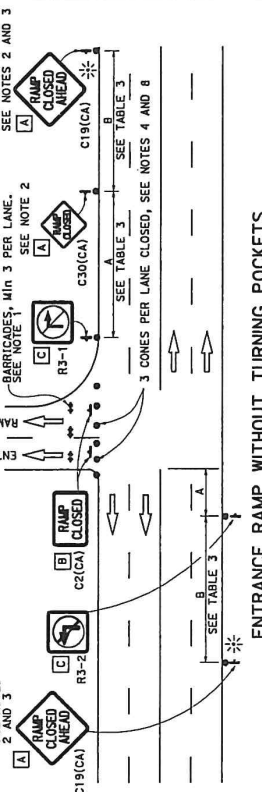 SEE NOTES 2 AND 3
A
RAMP
CLOSED
AHEAD
C19(CA)
B
SEE TABLE 3
SEE NOTE 2
A
RAMP
CLOSED
C30(CA)
A
SEE TABLE 3
BARRICADES, Min 3 PER LANE.
SEE NOTE 1
C
R3-1
3 CONES PER LANE CLOSED, SEE NOTES 4 AND 8
RAMP
CLOSED
B
C2(CA)
C
R3-2
2 AND 3
A
RAMP
CLOSED
AHEAD
C19(CA)
A
B
SEE TABLE 3
ENTRANCE RAMP WITHOUT TURNING POCKETS